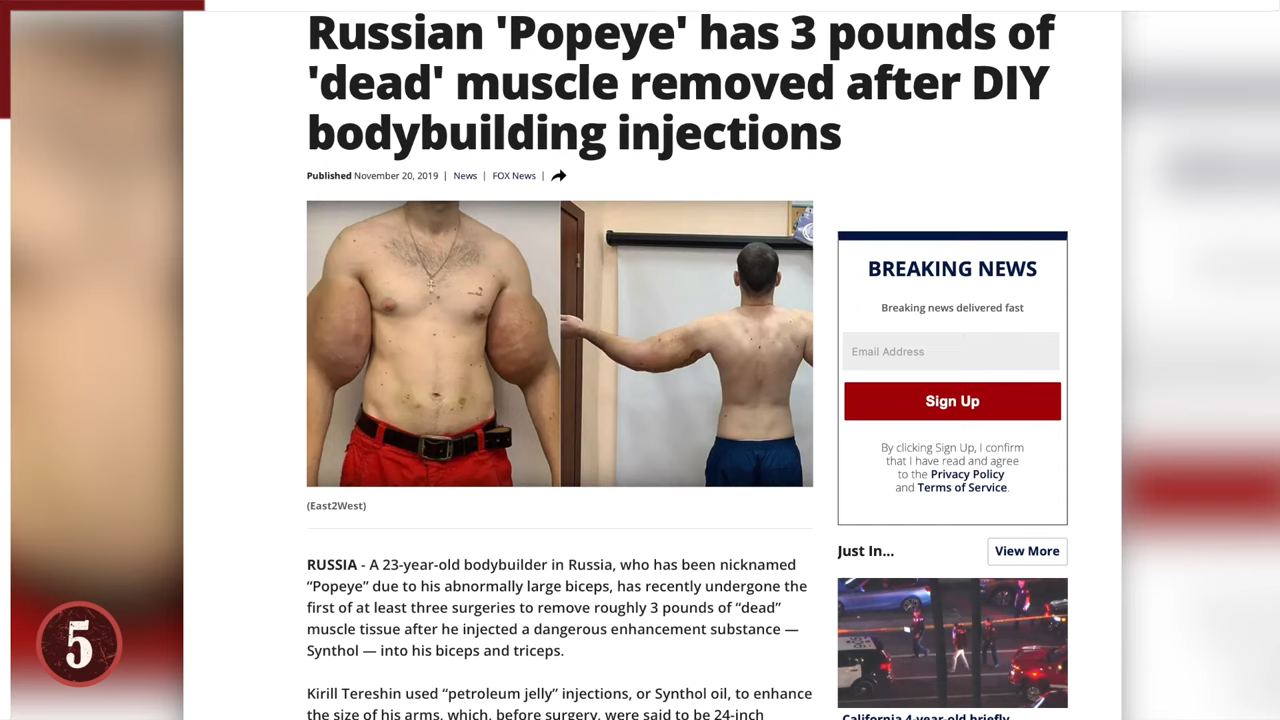 Russian 'Popeye' has 3 pounds of
'dead' muscle removed after DIY
bodybuilding injections
Published November 20, 2019 | News | FOX News |
(East2West)
RUSSIA - A 23-year-old bodybuilder in Russia, who has been nicknamed
“Popeye” due to his abnormally large biceps, has recently undergone the
first of at least three surgeries to remove roughly 3 pounds of “dead”
muscle tissue after he injected a dangerous enhancement substance —
Synthol — into his biceps and triceps.
Kirill Tereshin used “petroleum jelly” injections, or Synthol oil, to enhance
the size of his arms, which, before surgery, were said to be 24-inch
BREAKING NEWS
Breaking news delivered fast
Email Address
Sign Up
By clicking Sign Up, I confirm
that I have read and agree
to the Privacy Policy
and Terms of Service.
Just In...
View More
California 4-year-old briefly
5